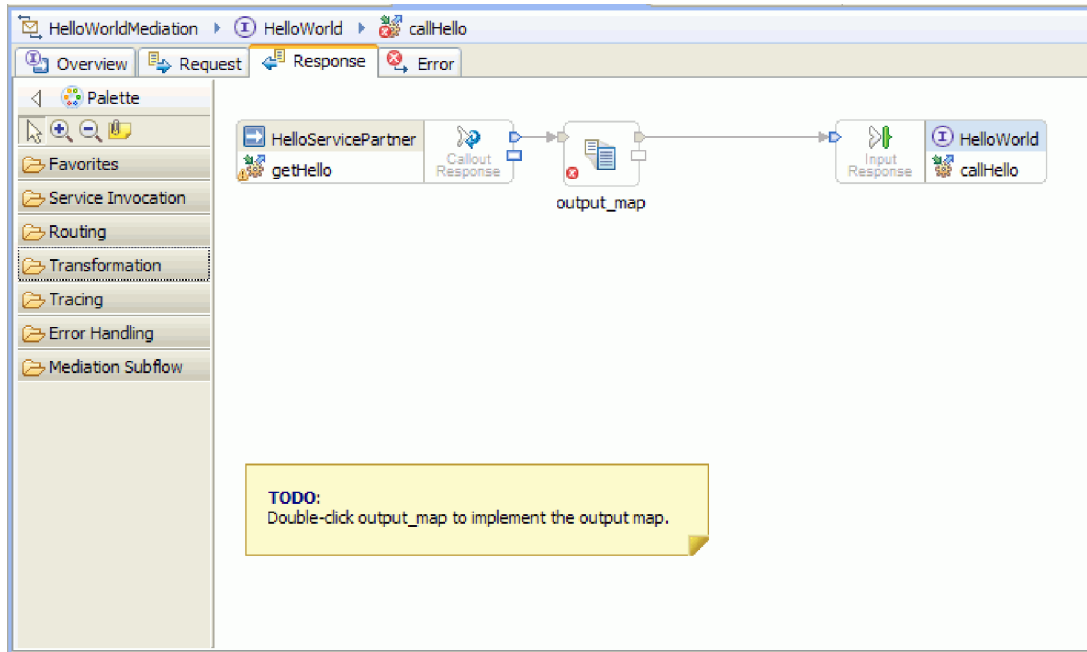 HelloWorldMediation HelloWorld callHello
Overview Request Response Error
Palette
Favorites
Service Invocation
Routing
Transformation
Tracing
Error Handling
Mediation Subflow
HelloServicePartner
getHello
Callout
Response
output_map
Input
Response
HelloWorld
callHello
TODO:
Double-click output_map to implement the output map.